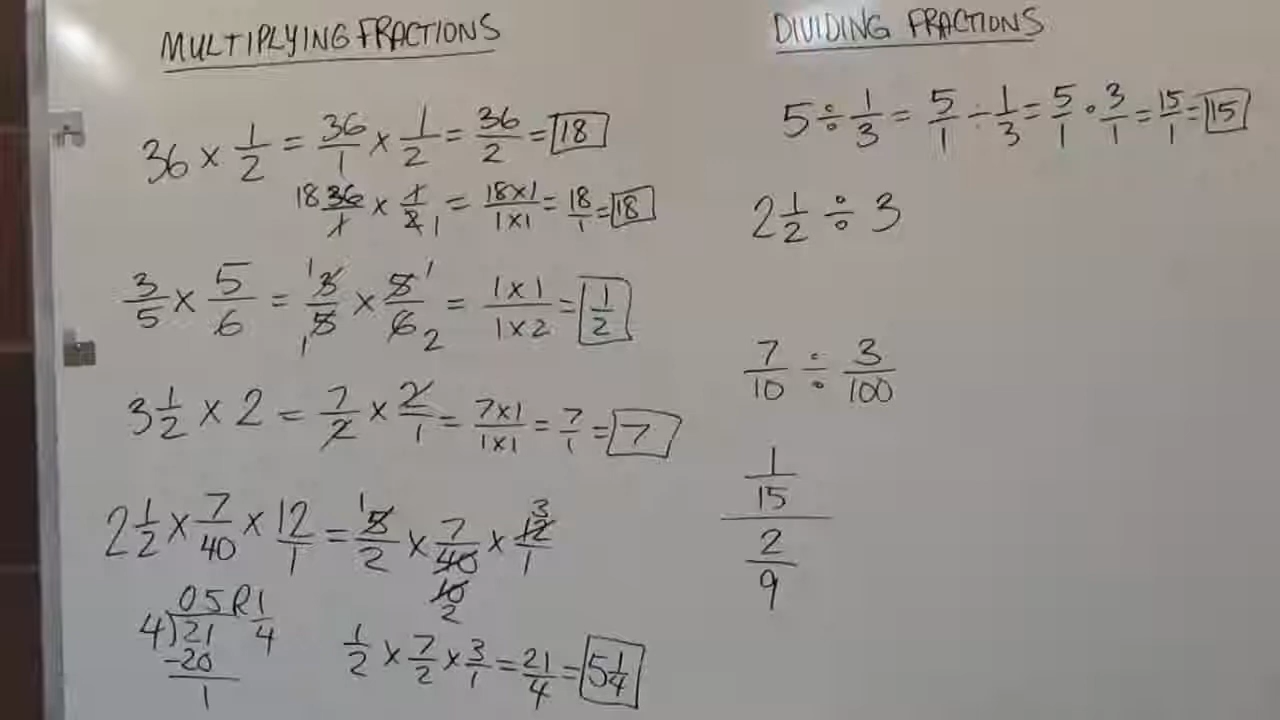 MULTIPLYING FRACTIONS
36 × 1/2 = 36/1 × 1/2 = 36/2 = 18
18 36/1 × 1/2 1 = 18×1/1×1 = 18/1 = 18
3/5 × 5/6 = 1 3/5 1 × 5/6 1 2 = 1×1/1×2 = 1/2
3 1/2 × 2 = 7/2 × 2/1 = 7×1/1×1 = 7/1 = 7
2 1/2 × 7/40 × 12/1 = 1 5/2 × 7/40 10 2 × 3 12/1
05 R 1/4
4)21
-20
1
1/2 × 7/2 × 3/1 = 21/4 = 5 1/4
DIVIDING FRACTIONS
5 ÷ 1/3 = 5/1 ÷ 1/3 = 5/1 · 3/1 = 15/1 = 15
2 1/2 ÷ 3
7/10 ÷ 3/100
1/15
2/9